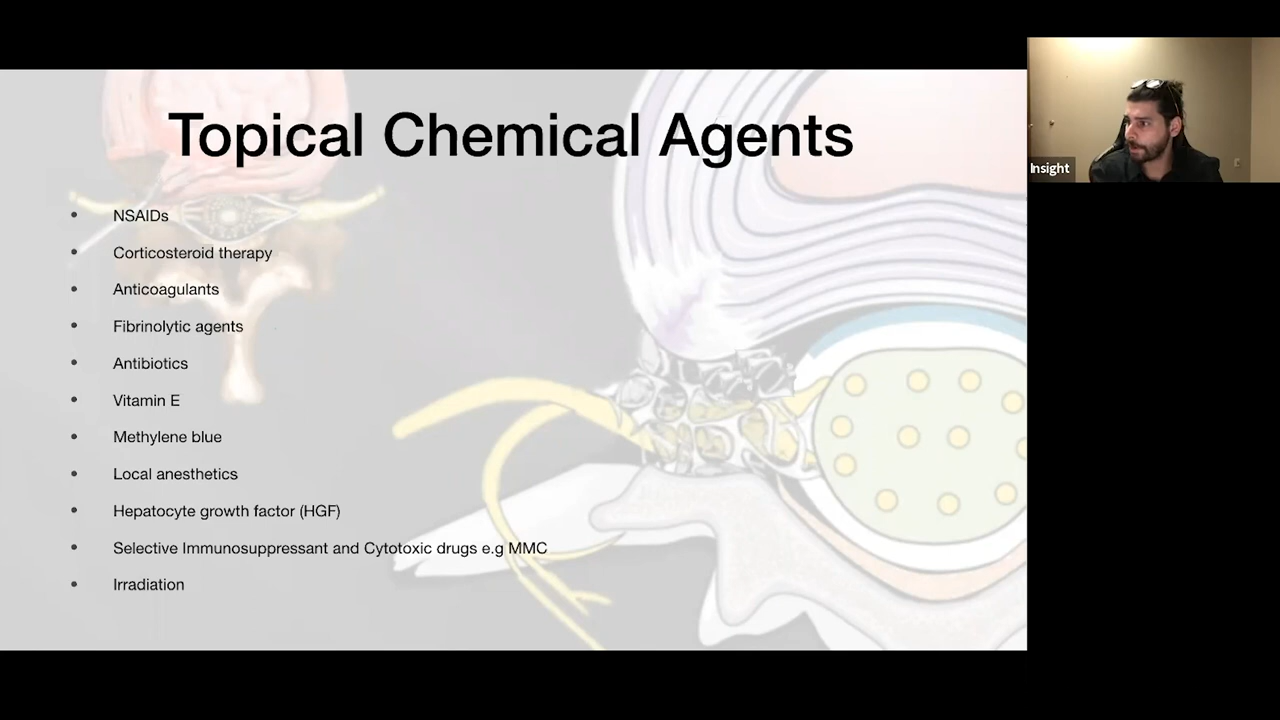 Topical Chemical Agents
• NSAIDs
• Corticosteroid therapy
• Anticoagulants
• Fibrinolytic agents
• Antibiotics
• Vitamin E
• Methylene blue
• Local anesthetics
• Hepatocyte growth factor (HGF)
• Selective Immunosuppressant and Cytotoxic drugs e.g MMC
• Irradiation
Insight